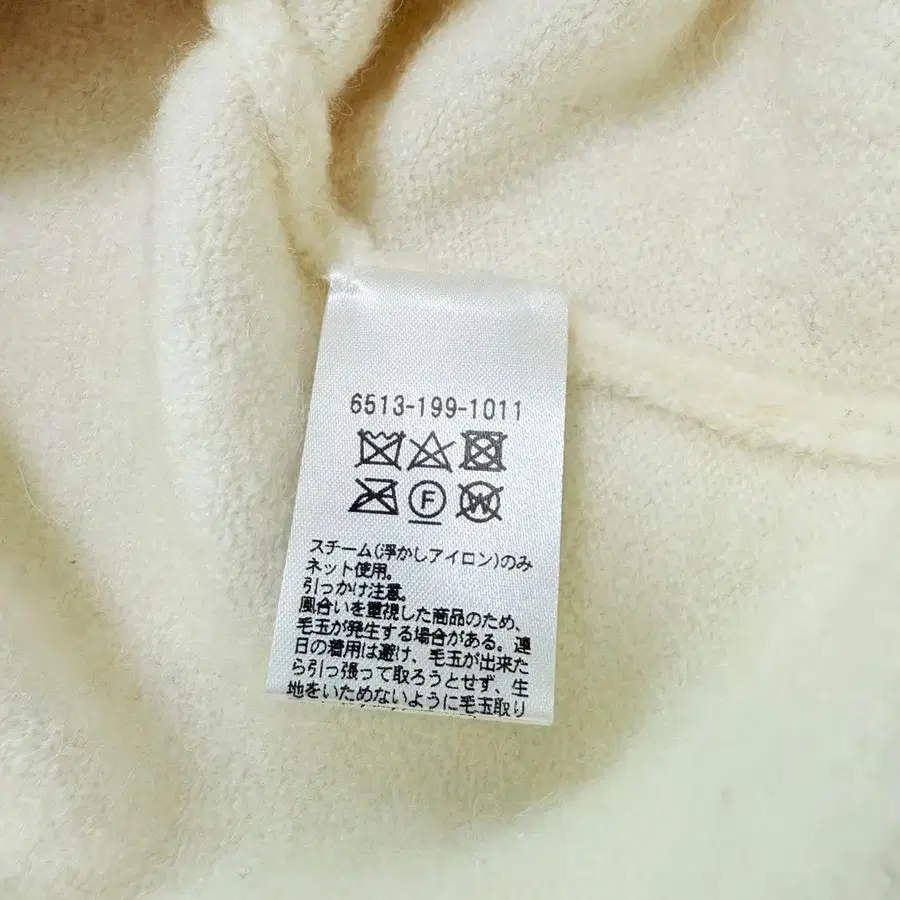 6513-199-1011
F
W
スチーム(浮かしアイロン)のみ
ネット使用。
引っかけ注意。
風合いを重視した商品のため、
毛玉が発生する場合がある。連
日の着用は避け、毛玉が出来た
ら引っ張って取ろうとせず、生
地をいためないように毛玉取り